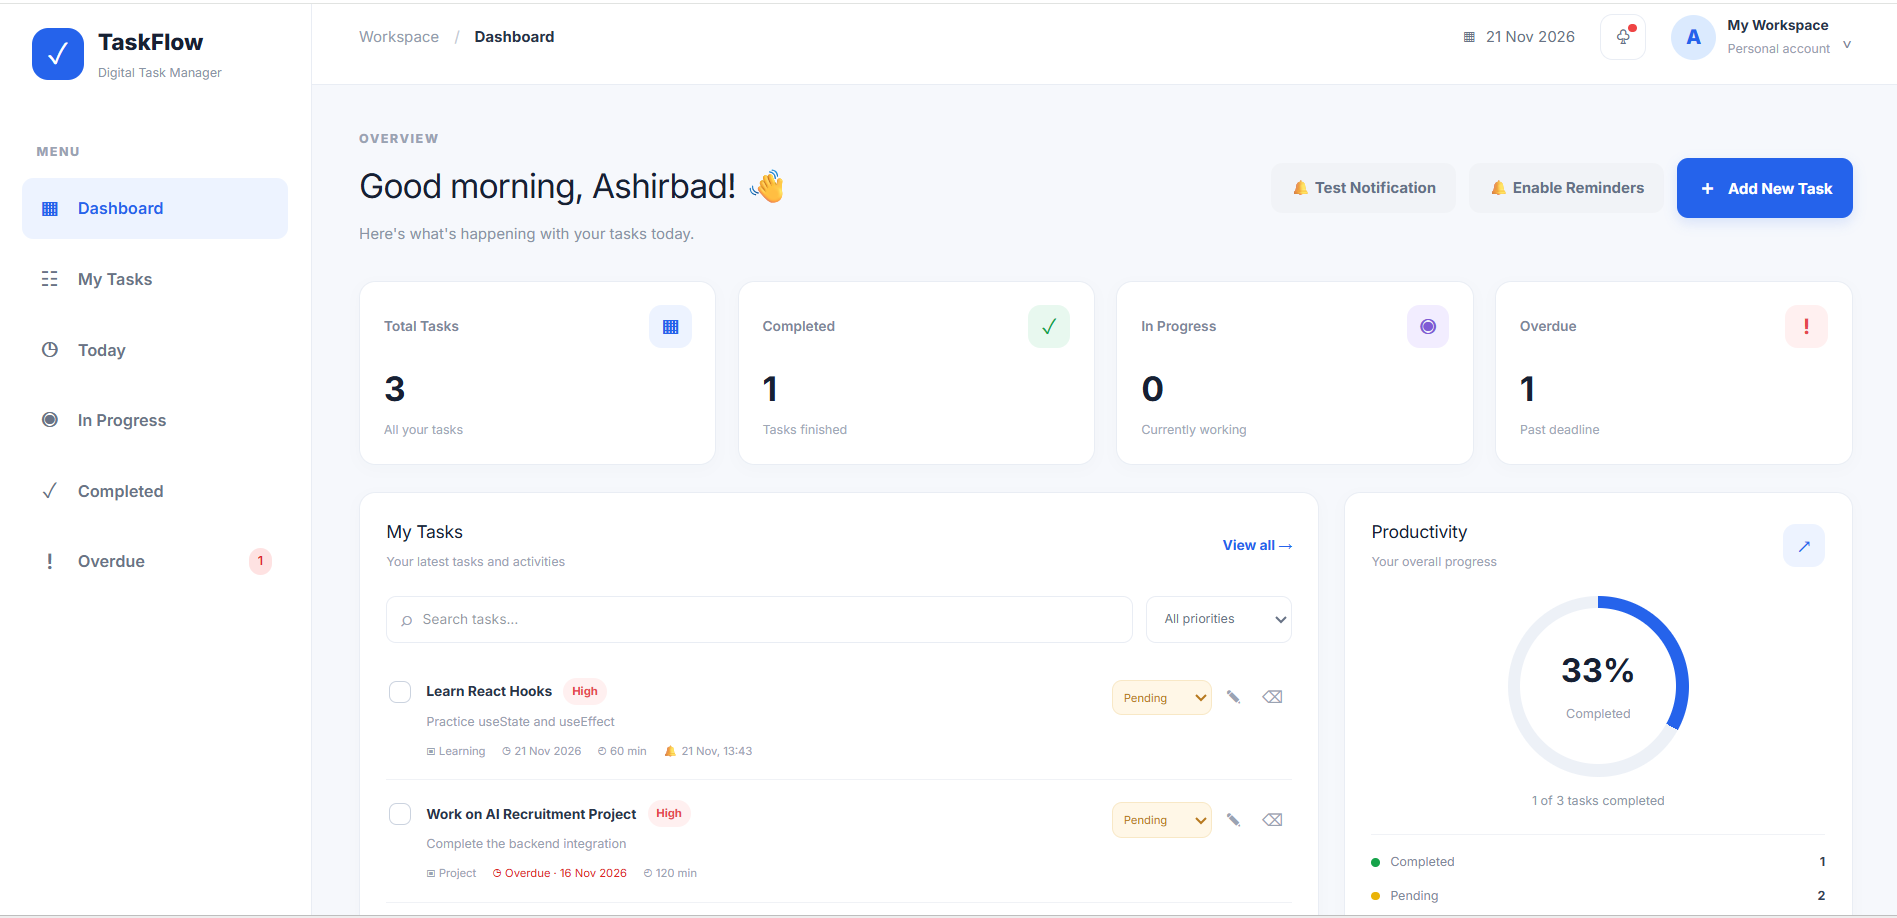 TaskFlow
Digital Task Manager
MENU
Dashboard
My Tasks
Today
In Progress
Completed
Overdue 1
Workspace / Dashboard
21 Nov 2026
A
My Workspace
Personal account
OVERVIEW
Good morning, Ashirbad! 👋
Here's what's happening with your tasks today.
🔔 Test Notification
🔔 Enable Reminders
+ Add New Task
Total Tasks
3
All your tasks
Completed
1
Tasks finished
In Progress
0
Currently working
Overdue
!
1
Past deadline
My Tasks
Your latest tasks and activities
View all →
Search tasks...
All priorities
Learn React Hooks High
Practice useState and useEffect
Learning 21 Nov 2026 60 min 🔔 21 Nov, 13:43
Pending
Work on AI Recruitment Project High
Complete the backend integration
Project Overdue · 16 Nov 2026 120 min
Pending
Productivity
Your overall progress
33%
Completed
1 of 3 tasks completed
Completed 1
Pending 2